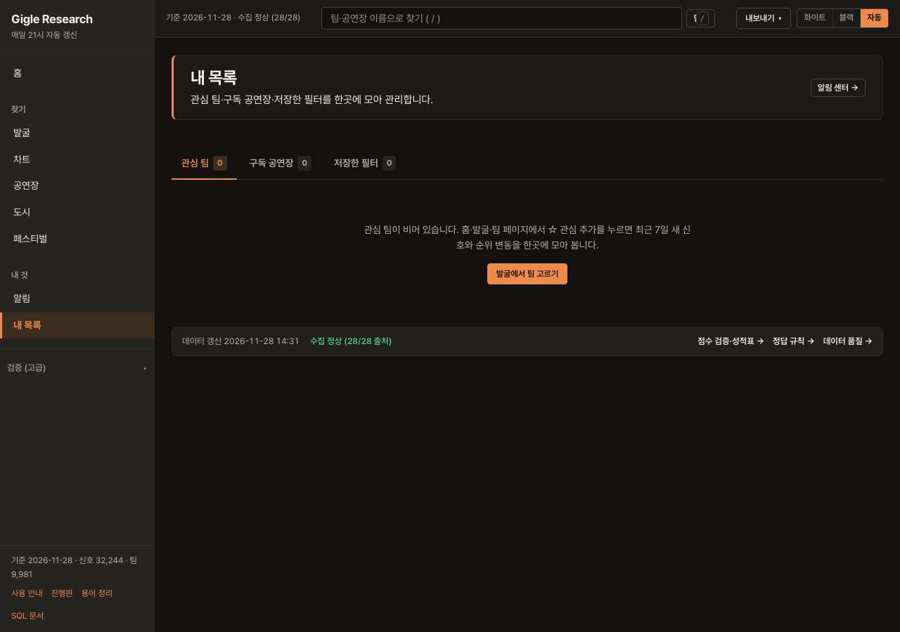 Gigle Research
매일 21시 자동 갱신
홈
찾기
발굴
차트
공연장
도시
페스티벌
내 것
알림
내 목록
검증 (고급)
기준 2026-11-28 · 신호 32,244 · 팀
9,981
사용 안내 진행판 용어 정리
SQL 문서
기준 2026-11-28 · 수집 정상 (28/28)
팀·공연장 이름으로 찾기 ( / )
/
내보내기
화이트 블랙 자동
내 목록
관심 팀·구독 공연장·저장한 필터를 한곳에 모아 관리합니다.
알림 센터 →
관심 팀 0 구독 공연장 0 저장한 필터 0
관심 팀이 비어 있습니다. 홈·발굴·팀 페이지에서 ☆ 관심 추가를 누르면 최근 7일 새 신
호와 순위 변동을 한곳에 모아 봅니다.
발굴에서 팀 고르기
데이터 갱신 2026-11-28 14:31 수집 정상 (28/28 출처)
점수 검증·성적표 → 정답 규칙 → 데이터 품질 →